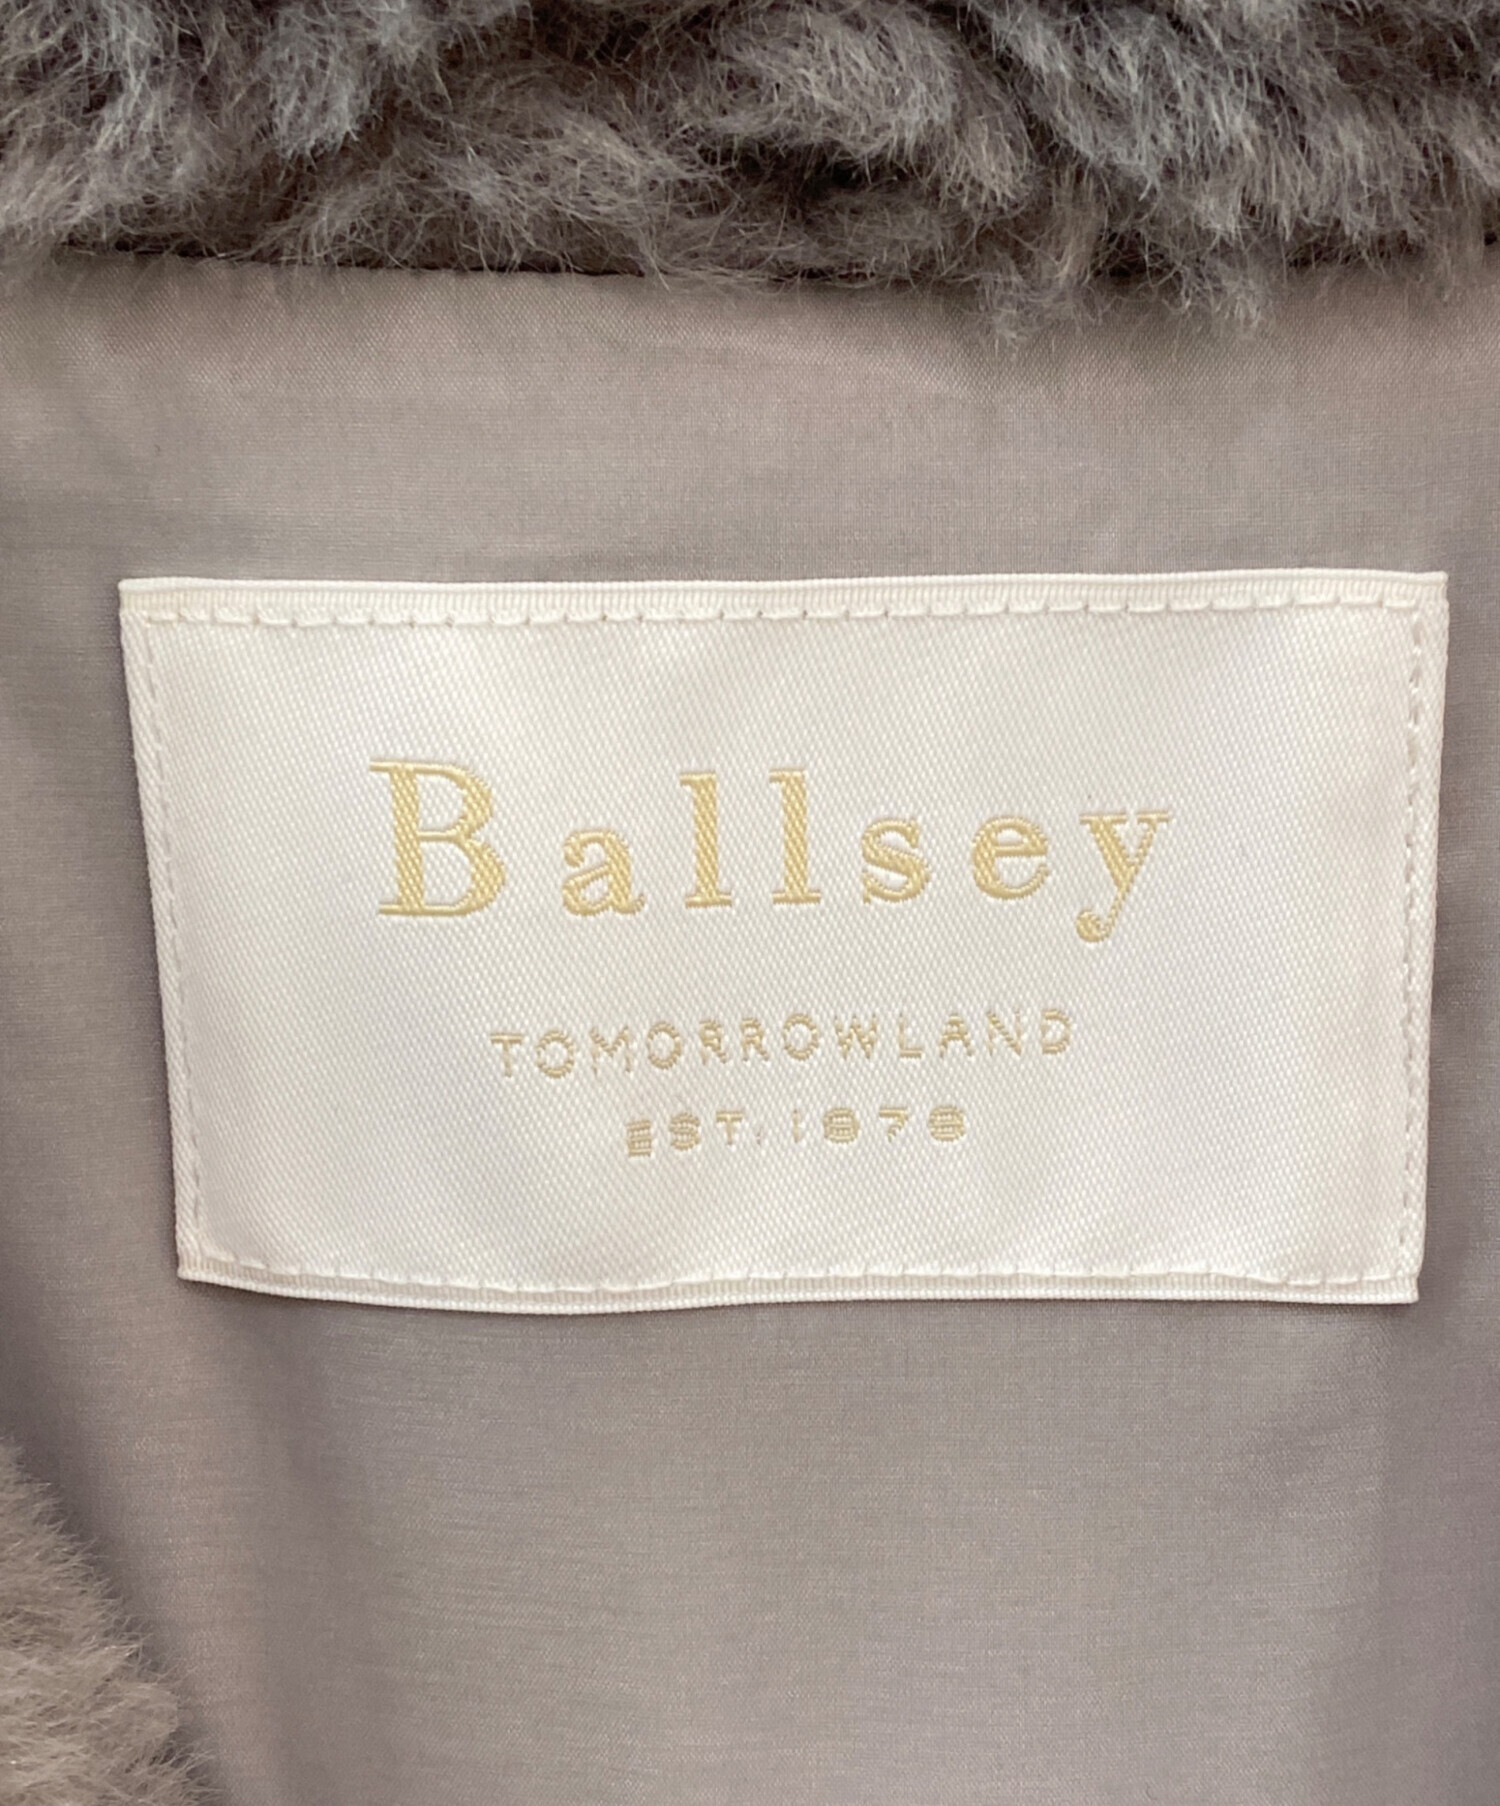 Ballsey
TOMORROWLAND
EST. 1978